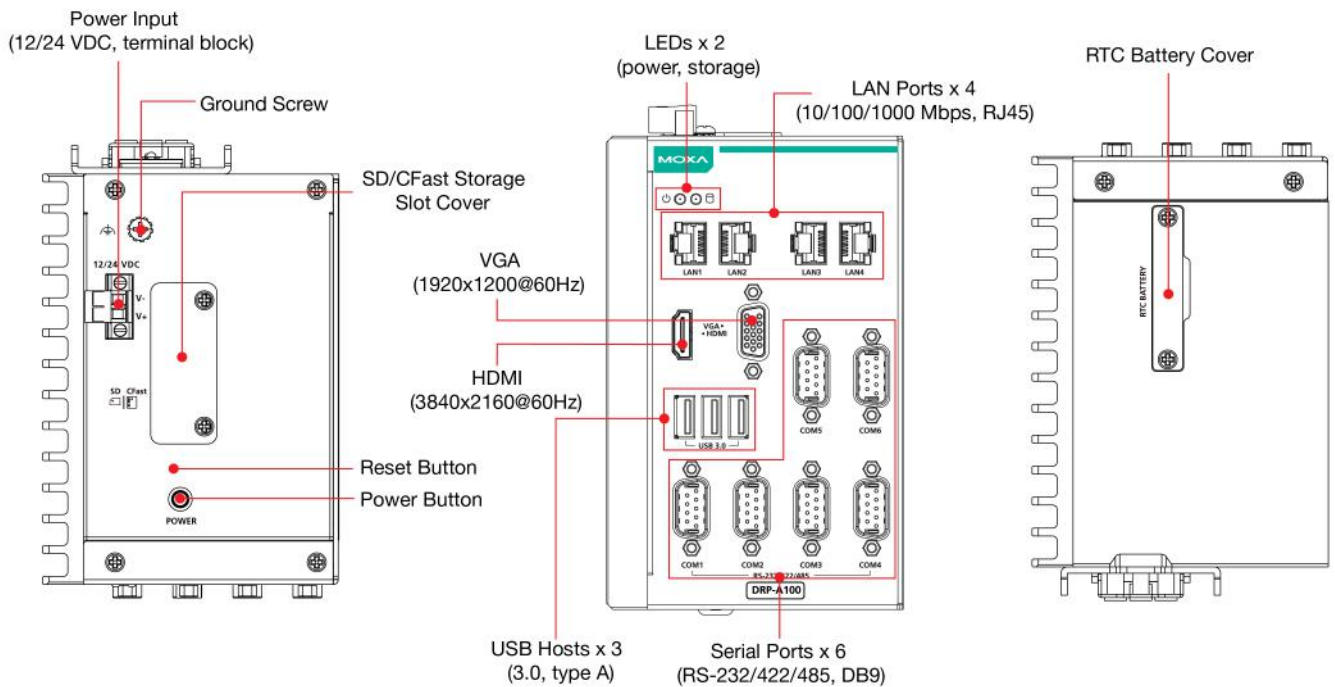 Power Input
(12/24 VDC, terminal block)
Ground Screw
SD/CFast Storage
Slot Cover
12/24 VDC
V-
V+
SD CFast
Reset Button
Power Button
POWER
LEDs x 2
(power, storage)
LAN Ports x 4
(10/100/1000 Mbps, RJ45)
MOXA
LAN1
LAN2
LAN3
LAN4
VGA
(1920x1200@60Hz)
VGA
HDMI
HDMI
(3840x2160@60Hz)
COM5
COM6
USB 3.0
COM1
COM2
COM3
COM4
RS-232/422/485
DRP-A100
USB Hosts x 3
(3.0, type A)
Serial Ports x 6
(RS-232/422/485, DB9)
RTC Battery Cover
RTC BATTERY